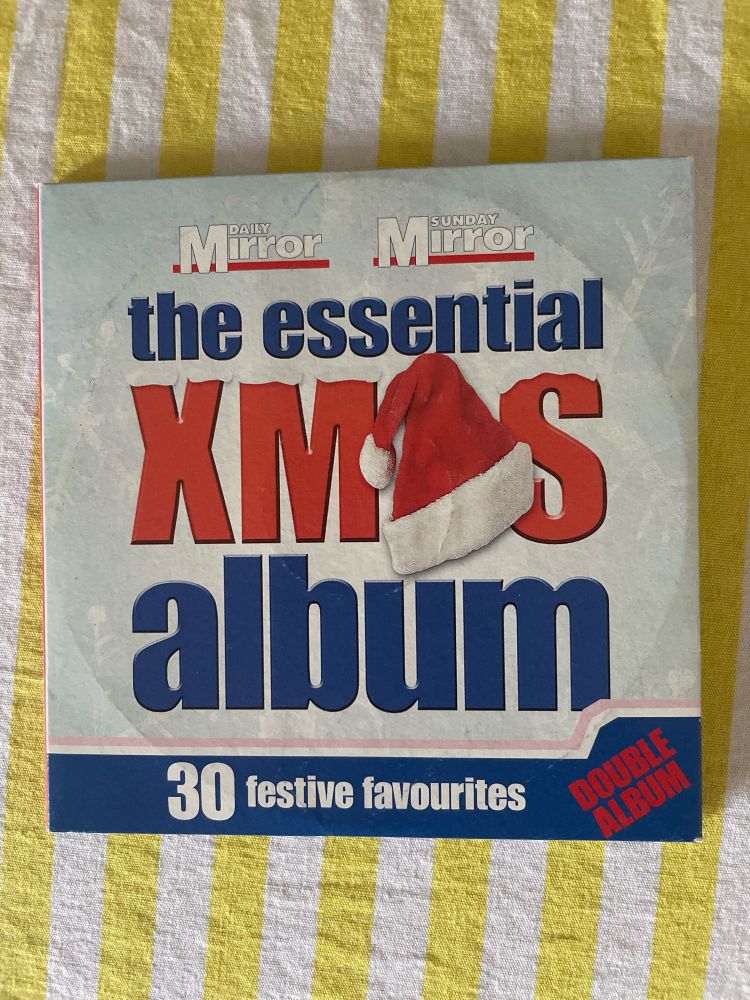 DAILY Mirror SUNDAY Mirror
the essential
XMAS
album
30 festive favourites
DOUBLE
ALBUM